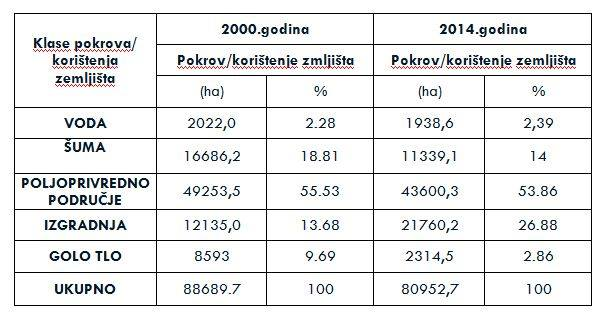 Klase pokrova/
korištenja
zemljišta
2000.godina
2014.godina
Pokrov/korištenje zmljišta
Pokrov/korištenje zemljišta
(ha) % (ha) %
VODA 2022,0 2.28 1938,6 2,39
ŠUMA 16686,2 18.81 11339,1 14
POLJOPRIVREDNO
PODRUČJE 49253,5 55.53 43600,3 53.86
IZGRADNJA 12135,0 13.68 21760,2 26.88
GOLO TLO 8593 9.69 2314,5 2.86
UKUPNO 88689.7 100 80952,7 100